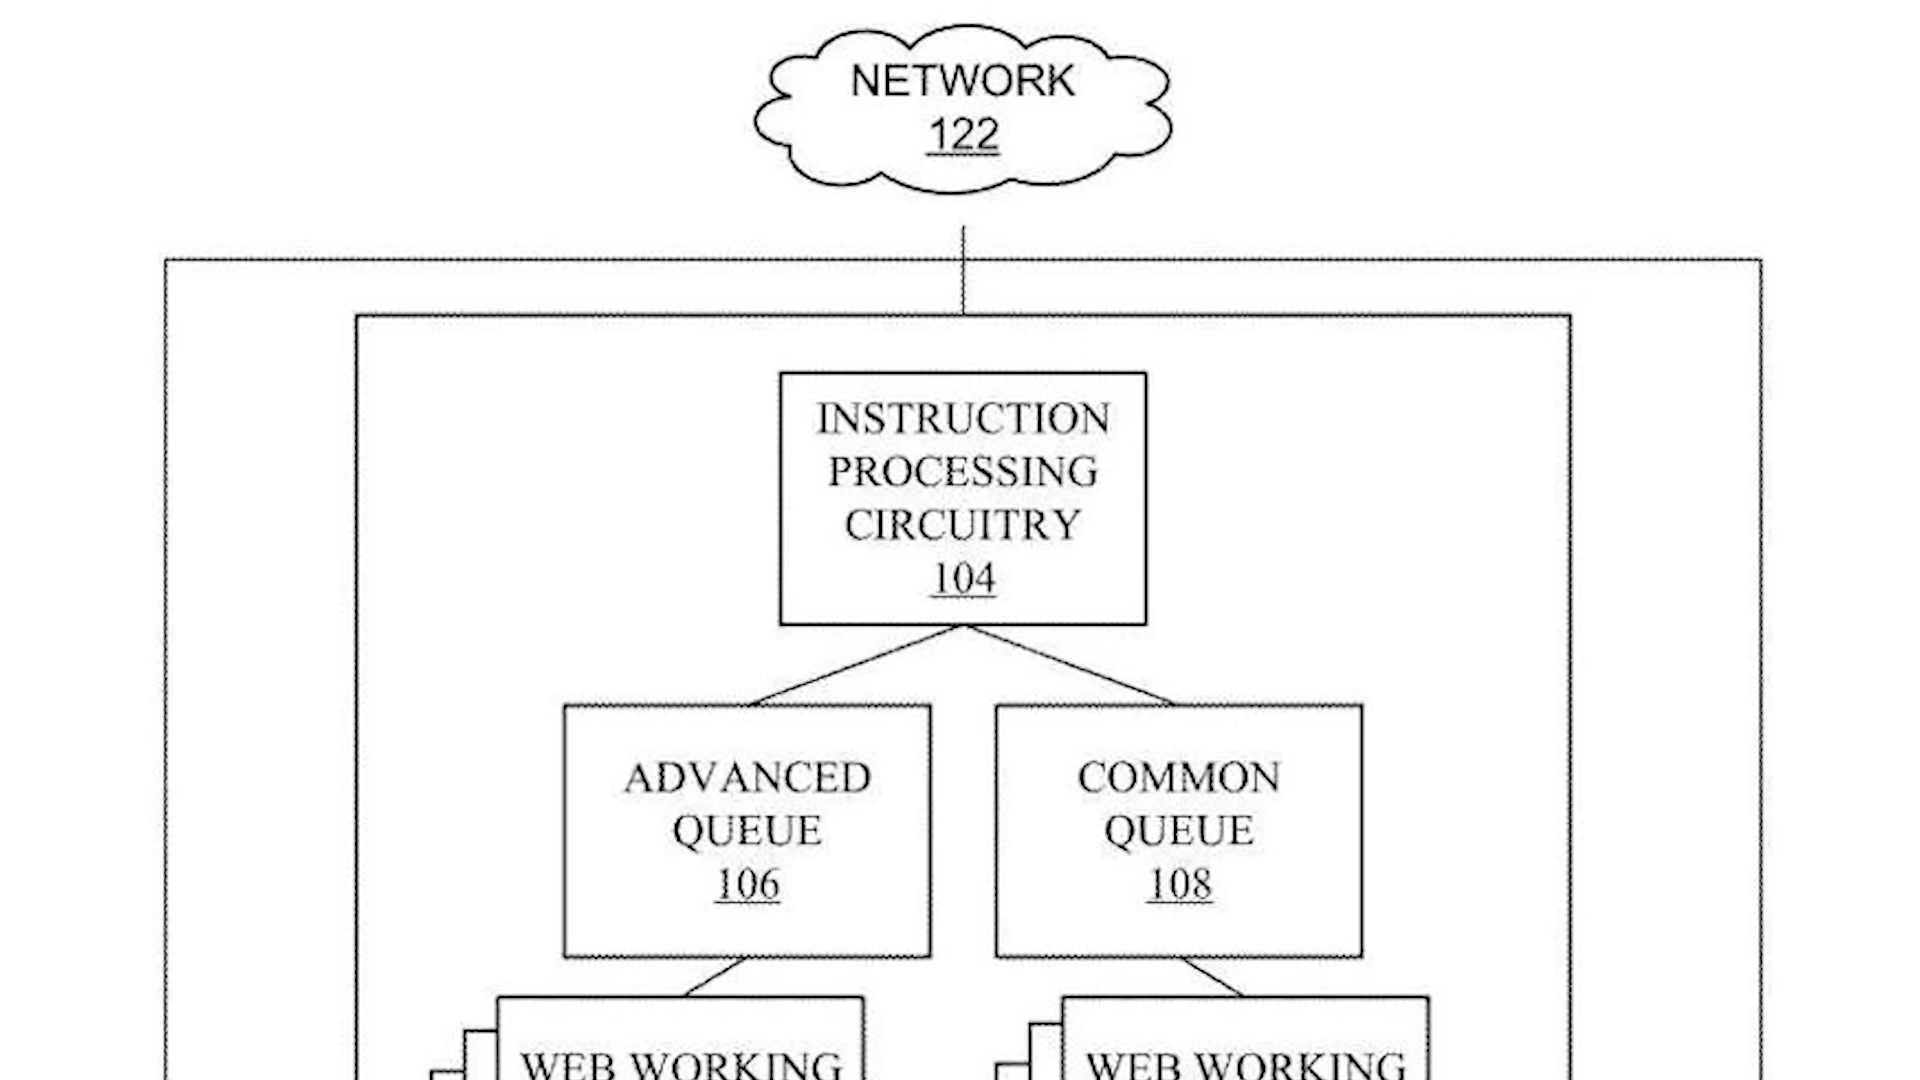 NETWORK
122
INSTRUCTION
PROCESSING
CIRCUITRY
104
ADVANCED
QUEUE
106
COMMON
QUEUE
108
WEB WORKING
WEB WORKING